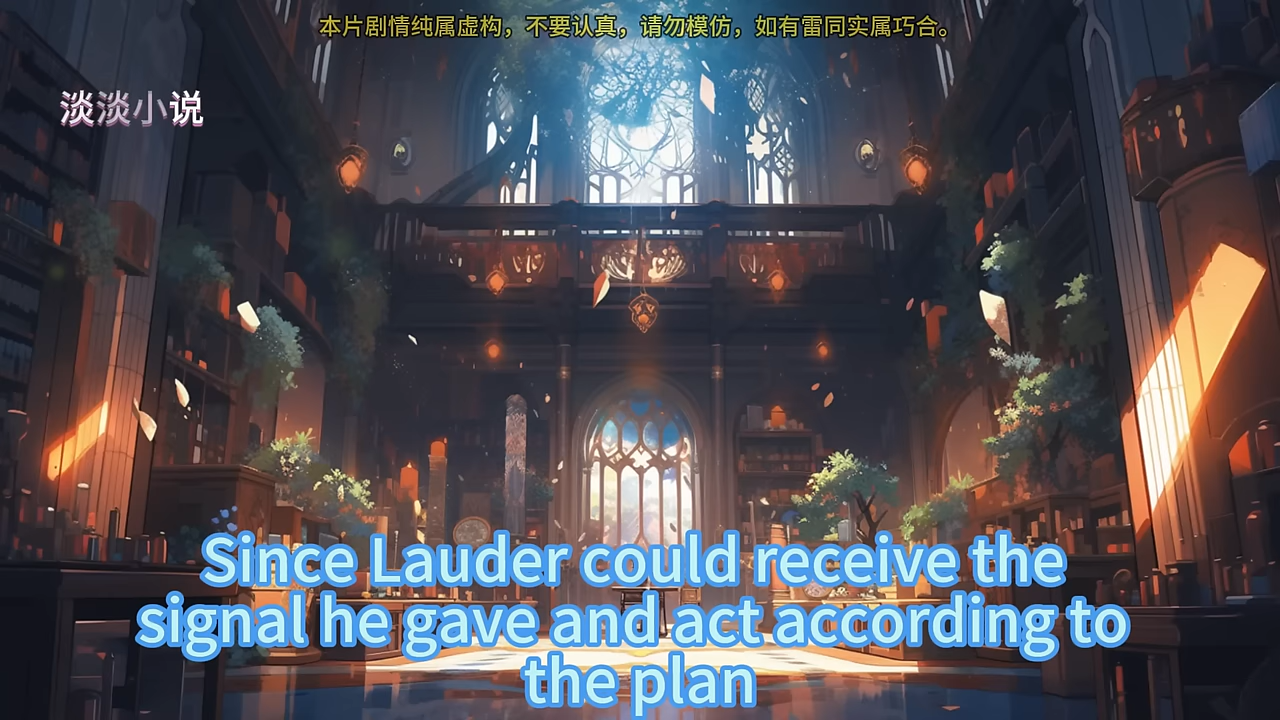 本片剧情纯属虚构，不要认真，请勿模仿，如有雷同实属巧合。
淡淡小说
Since Lauder could receive the
signal he gave and act according to
the plan